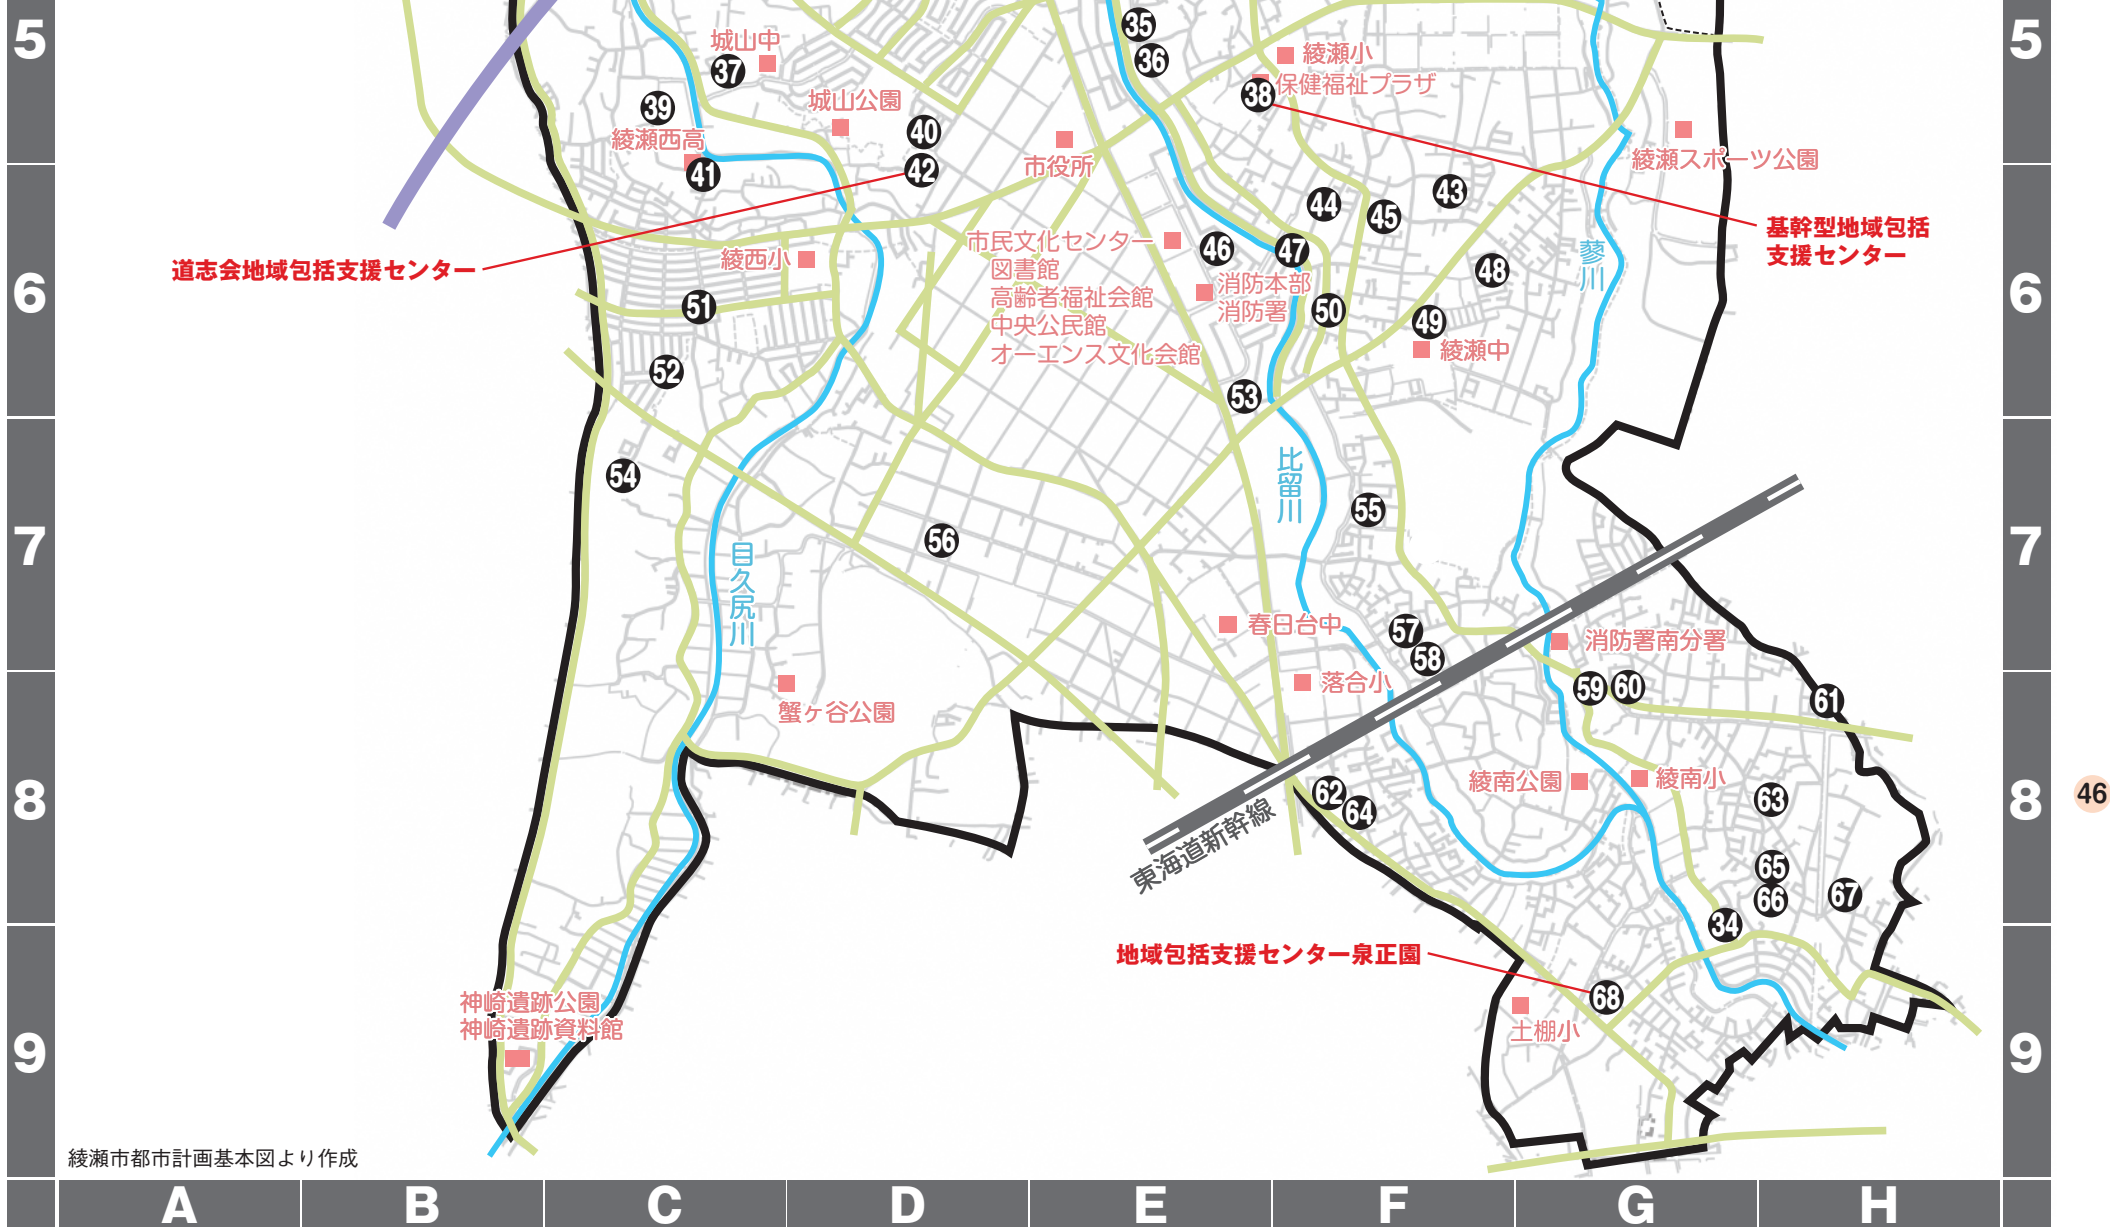 5
5
35
36
城山中
37
綾瀬小
保健福祉プラザ
38
39
城山公園
40
綾瀬西高
41
42
市役所
綾瀬スポーツ公園
43
44
45
基幹型地域包括
支援センター
道志会地域包括支援センター
綾西小
市民文化センター
図書館
高齢者福祉会館
中央公民館
オーエンス文化会館
46
47
消防本部
消防署
48
蓼川
6
6
51
50
49
綾瀬中
52
53
54
比留川
55
56
目久尻川
7
7
春日台中
57
58
消防署南分署
落合小
59
60
61
蟹ヶ谷公園
綾南公園
綾南小
62
64
63
8
8
46
東海道新幹線
65
66
67
34
地域包括支援センター泉正園
68
土棚小
神崎遺跡公園
神崎遺跡資料館
9
9
綾瀬市都市計画基本図より作成
A
B
C
D
E
F
G
H